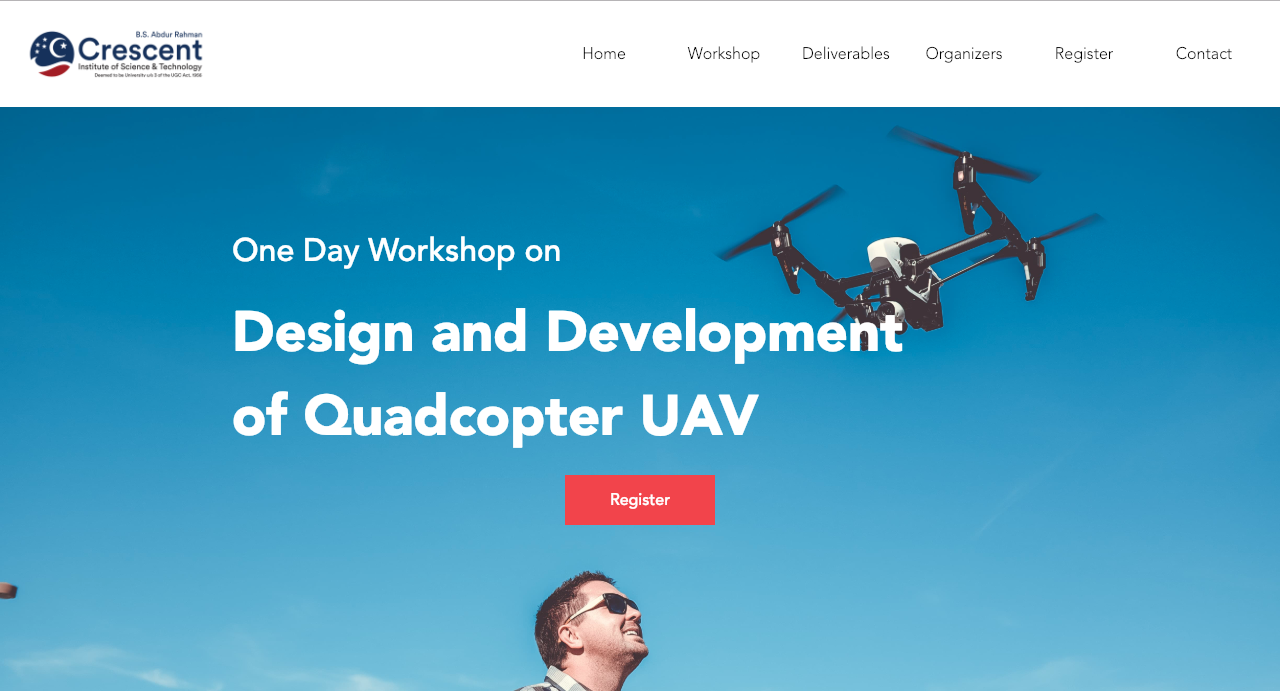 B.S. Abdur Rahman
Crescent
Institute of Science & Technology
Deemed to be University u/s 3 of the UGC Act, 1956
Home
Workshop
Deliverables
Organizers
Register
Contact
One Day Workshop on
Design and Development
of Quadcopter UAV
Register